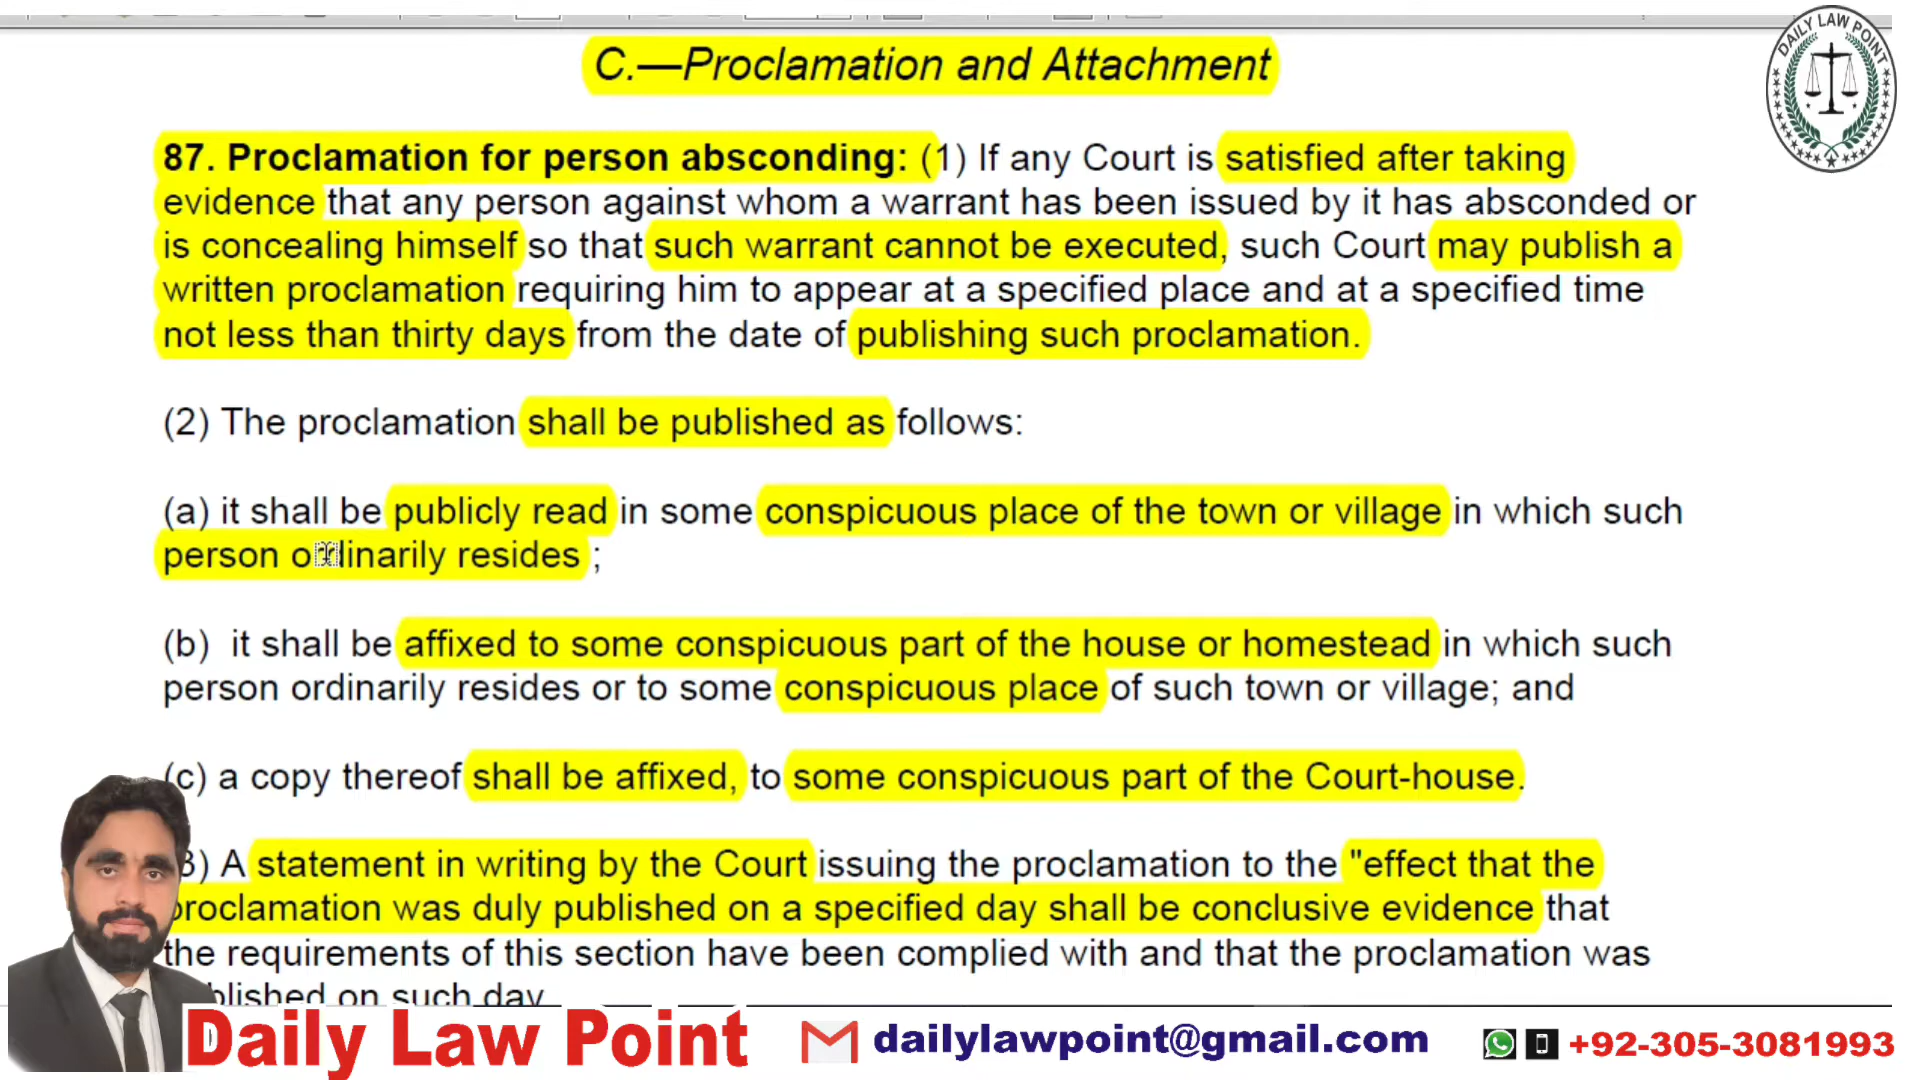 C.—Proclamation and Attachment
DAILY LAW POINT
87. Proclamation for person absconding: (1) If any Court is satisfied after taking
evidence that any person against whom a warrant has been issued by it has absconded or
is concealing himself so that such warrant cannot be executed, such Court may publish a
written proclamation requiring him to appear at a specified place and at a specified time
not less than thirty days from the date of publishing such proclamation.
(2) The proclamation shall be published as follows:
(a) it shall be publicly read in some conspicuous place of the town or village in which such
person ordinarily resides ;
(b) it shall be affixed to some conspicuous part of the house or homestead in which such
person ordinarily resides or to some conspicuous place of such town or village; and
(c) a copy thereof shall be affixed, to some conspicuous part of the Court-house.
3) A statement in writing by the Court issuing the proclamation to the "effect that the
proclamation was duly published on a specified day shall be conclusive evidence that
the requirements of this section have been complied with and that the proclamation was
blished on such day
Daily Law Point
dailylawpoint@gmail.com
+92-305-3081993